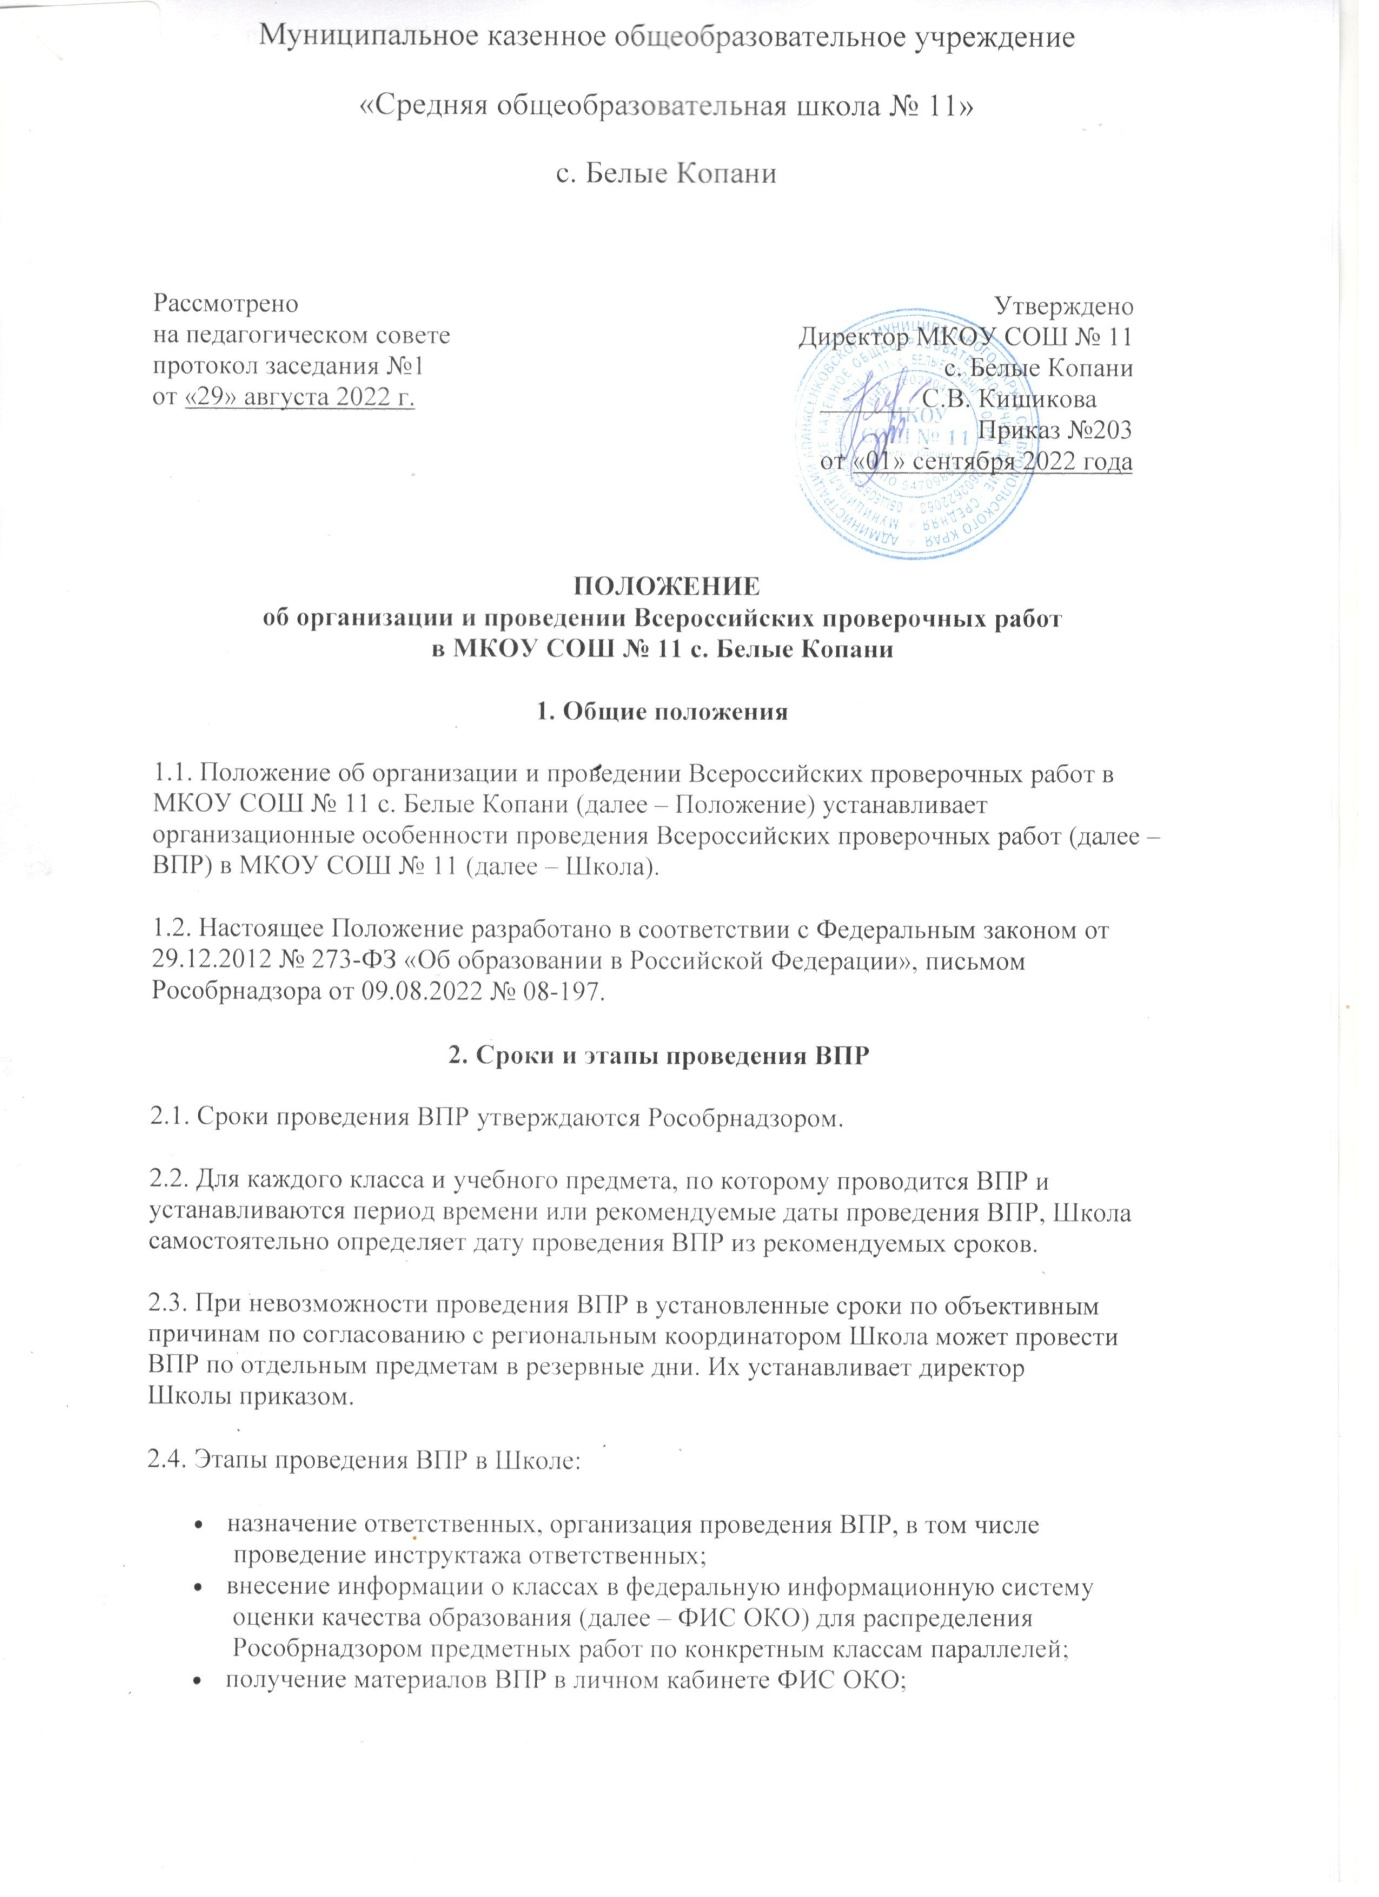 Муниципальное казенное общеобразовательное учреждение
«Средняя общеобразовательная школа № 11»
с. Белые Копани
Рассмотрено
на педагогическом совете
протокол заседания №1
от «29» августа 2022 г.
Утверждено
Директор МКОУ СОШ № 11
с. Белые Копани
_______ С.В. Кишикова
Приказ №203
от «01» сентября 2022 года
МКОУ
СОШ № 11
ПОЛОЖЕНИЕ
об организации и проведении Всероссийских проверочных работ
в МКОУ СОШ № 11 с. Белые Копани
1. Общие положения
1.1. Положение об организации и проведении Всероссийских проверочных работ в
МКОУ СОШ № 11 с. Белые Копани (далее – Положение) устанавливает
организационные особенности проведения Всероссийских проверочных работ (далее –
ВПР) в МКОУ СОШ № 11 (далее – Школа).
1.2. Настоящее Положение разработано в соответствии с Федеральным законом от
29.12.2012 № 273-ФЗ «Об образовании в Российской Федерации», письмом
Рособрнадзора от 09.08.2022 № 08-197.
2. Сроки и этапы проведения ВПР
2.1. Сроки проведения ВПР утверждаются Рособрнадзором.
2.2. Для каждого класса и учебного предмета, по которому проводится ВПР и
устанавливаются период времени или рекомендуемые даты проведения ВПР, Школа
самостоятельно определяет дату проведения ВПР из рекомендуемых сроков.
2.3. При невозможности проведения ВПР в установленные сроки по объективным
причинам по согласованию с региональным координатором Школа может провести
ВПР по отдельным предметам в резервные дни. Их устанавливает директор
Школы приказом.
2.4. Этапы проведения ВПР в Школе:
• назначение ответственных, организация проведения ВПР, в том числе
проведение инструктажа ответственных;
• внесение информации о классах в федеральную информационную систему
оценки качества образования (далее – ФИС ОКО) для распределения
Рособрнадзором предметных работ по конкретным классам параллелей;
• получение материалов ВПР в личном кабинете ФИС ОКО;